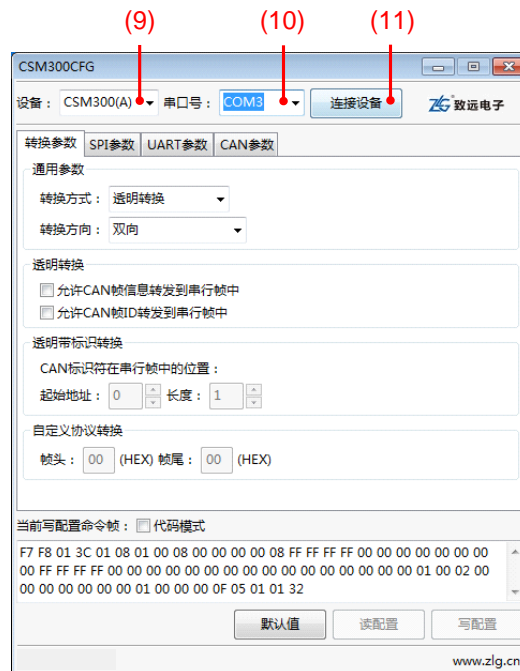 (9) (10) (11)
CSM300CFG
设备： CSM300(A) 串口号： COM3 连接设备 ZLG 致远电子
转换参数 SPI参数 UART参数 CAN参数
通用参数
转换方式： 透明转换
转换方向： 双向
透明转换
允许CAN帧信息转发到串行帧中
允许CAN帧ID转发到串行帧中
透明带标识转换
CAN标识符在串行帧中的位置：
起始地址： 0 长度： 1
自定义协议转换
帧头： 00 (HEX) 帧尾： 00 (HEX)
当前写配置命令帧： 代码模式
F7 F8 01 3C 01 08 01 00 08 00 00 00 00 08 FF FF FF FF 00 00 00 00 00 00 00
00 FF FF FF FF 00 00 00 00 00 00 00 00 00 00 00 00 00 00 00 00 01 00 02 00
00 00 00 00 00 00 01 00 00 00 0F 05 01 01 32
默认值 读配置 写配置
www.zlg.cn